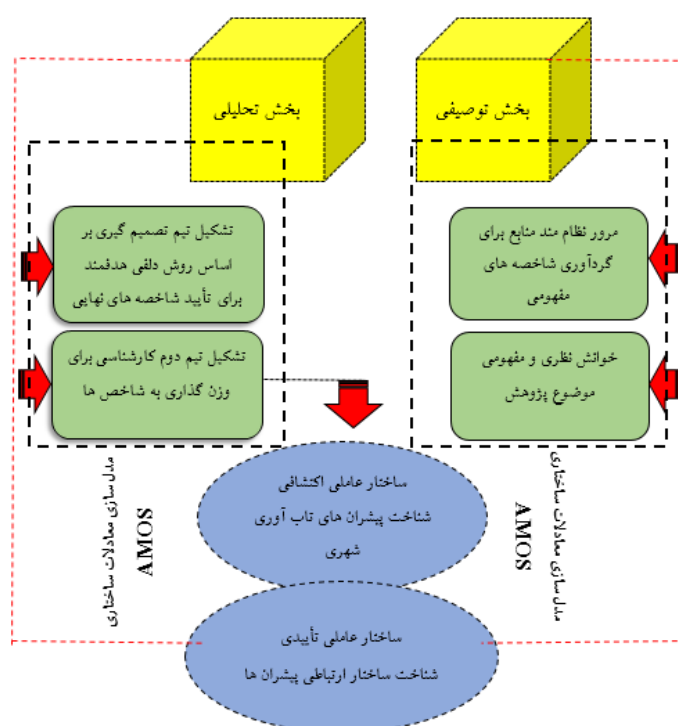 بخش توصیفی
بخش تحلیلی
مرور نظام مند منابع برای
گردآوری شاخصه های
مفهومی
خوانش نظری و مفهومی
موضوع پژوهش
تشکیل تیم تصمیم گیری بر
اساس روش دلفی هدفمند
برای تأیید شاخصه های نهایی
تشکیل تیم دوم کارشناسی برای
وزن گذاری به شاخص ها
ساختار عاملی اکتشافی
شناخت پیشران های تاب آوری
شهری
ساختار عاملی تأییدی
شناخت ساختار ارتباطی پیشران ها
مدل سازی معادلات ساختاری
AMOS
مدل سازی معادلات ساختاری
AMOS